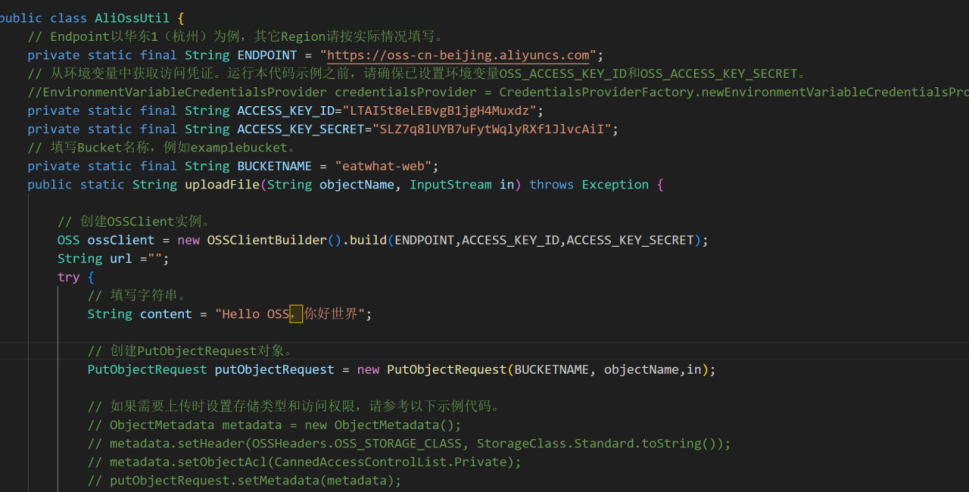 public class AliOssUtil {
// Endpoint以华东1（杭州）为例，其它Region请按实际情况填写。
private static final String ENDPOINT = "https://oss-cn-beijing.aliyuncs.com";
// 从环境变量中获取访问凭证。运行本代码示例之前，请确保已设置环境变量OSS_ACCESS_KEY_ID和OSS_ACCESS_KEY_SECRET。
//EnvironmentVariableCredentialsProvider credentialsProvider = CredentialsProviderFactory.newEnvironmentVariableCredentialsPro
private static final String ACCESS_KEY_ID="LTAI5t8eLEBvgB1jgH4Muxdz";
private static final String ACCESS_KEY_SECRET="SLZ7q8lUYB7uFytWqlyRXf1JlvcAiI";
// 填写Bucket名称，例如examplebucket。
private static final String BUCKETNAME = "eatwhat-web";
public static String uploadFile(String objectName, InputStream in) throws Exception {
// 创建OSSClient实例。
OSS ossClient = new OSSClientBuilder().build(ENDPOINT,ACCESS_KEY_ID,ACCESS_KEY_SECRET);
String url ="";
try {
// 填写字符串。
String content = "Hello OSS，你好世界";
// 创建PutObjectRequest对象。
PutObjectRequest putObjectRequest = new PutObjectRequest(BUCKETNAME, objectName,in);
// 如果需要上传时设置存储类型和访问权限，请参考以下示例代码。
// ObjectMetadata metadata = new ObjectMetadata();
// metadata.setHeader(OSSHeaders.OSS_STORAGE_CLASS, StorageClass.Standard.toString());
// metadata.setObjectAcl(CannedAccessControlList.Private);
// putObjectRequest.setMetadata(metadata);